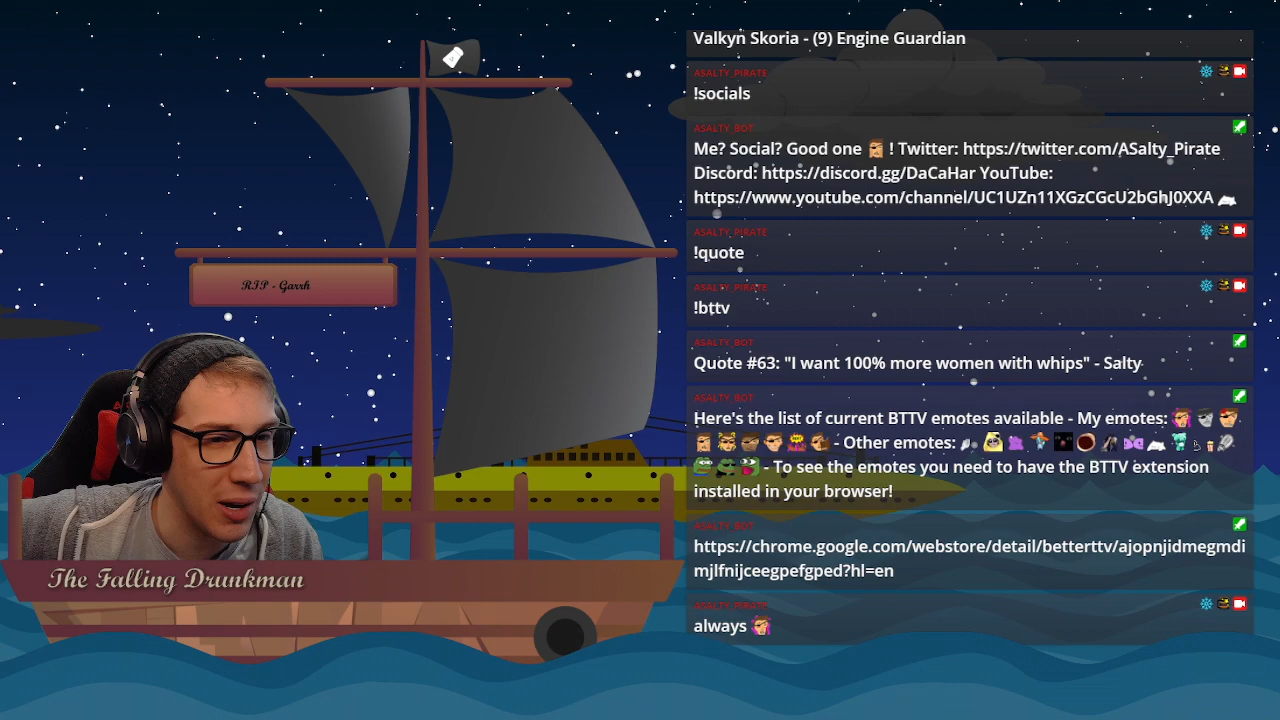 Valkyn Skoria - (9) Engine Guardian
ASALTY_PIRATE
!socials
ASALTY_BOT
Me? Social? Good one ! Twitter: https://twitter.com/ASalty_Pirate
Discord: https://discord.gg/DaCaHar YouTube:
https://www.youtube.com/channel/UC1UZn11XGzCGcU2bGhJ0XXA
ASALTY_PIRATE
!quote
ASALTY_PIRATE
!bttv
ASALTY_BOT
Quote #63: "I want 100% more women with whips" - Salty
ASALTY_BOT
Here's the list of current BTTV emotes available - My emotes:
- Other emotes:
- To see the emotes you need to have the BTTV extension
installed in your browser!
ASALTY_BOT
https://chrome.google.com/webstore/detail/betterttv/ajopnjidmegmdi
mjlfnijceegpefgped?hl=en
ASALTY_PIRATE
always
RIP - Garrh
The Falling Drunkman